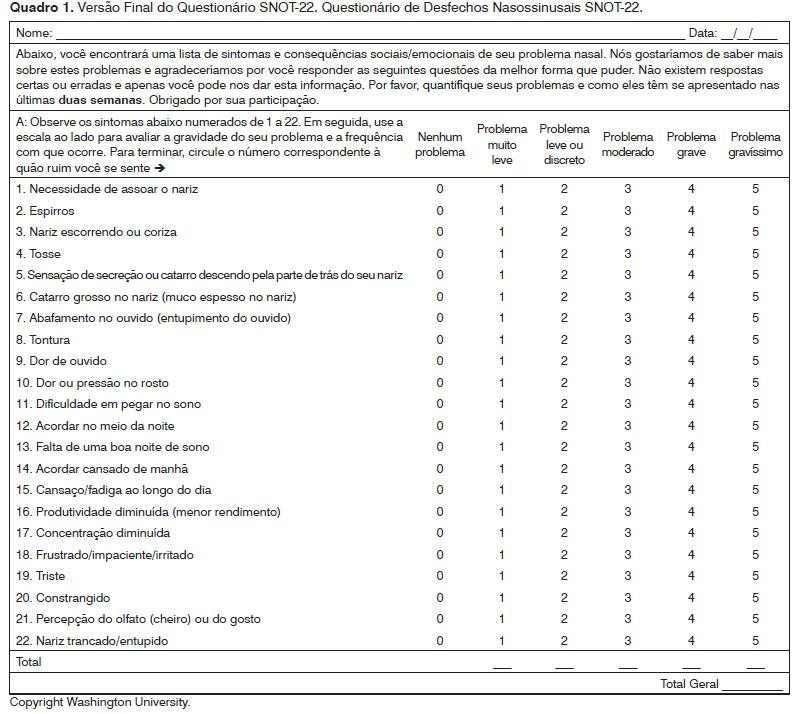 Quadro 1. Versão Final do Questionário SNOT-22. Questionário de Desfechos Nasossinusais SNOT-22.
Nome: ___ Data: __/__/____
Abaixo, você encontrará uma lista de sintomas e consequências sociais/emocionais de seu problema nasal. Nós gostaríamos de saber mais
sobre estes problemas e agradeceríamos por você responder as seguintes questões da melhor forma que puder. Não existem respostas
certas ou erradas e apenas você pode nos dar esta informação. Por favor, quantifique seus problemas e como eles têm se apresentado nas
últimas duas semanas. Obrigado por sua participação.
A: Observe os sintomas abaixo numerados de 1 a 22. Em seguida, use a
escala ao lado para avaliar a gravidade do seu problema e a frequência
com que ocorre. Para terminar, circule o número correspondente à
quão ruim você se sente ➔
Nenhum
problema
Problema
muito
leve
Problema
leve ou
discreto
Problema
moderado
Problema
grave
Problema
gravíssimo
1. Necessidade de assoar o nariz 0 1 2 3 4 5
2. Espirros 0 1 2 3 4 5
3. Nariz escorrendo ou coriza 0 1 2 3 4 5
4. Tosse 0 1 2 3 4 5
5. Sensação de secreção ou catarro descendo pela parte de trás do seu nariz 0 1 2 3 4 5
6. Catarro grosso no nariz (muco espesso no nariz) 0 1 2 3 4 5
7. Abafamento no ouvido (entupimento do ouvido) 0 1 2 3 4 5
8. Tontura 0 1 2 3 4 5
9. Dor de ouvido 0 1 2 3 4 5
10. Dor ou pressão no rosto 0 1 2 3 4 5
11. Dificuldade em pegar no sono 0 1 2 3 4 5
12. Acordar no meio da noite 0 1 2 3 4 5
13. Falta de uma boa noite de sono 0 1 2 3 4 5
14. Acordar cansado de manhã 0 1 2 3 4 5
15. Cansaço/fadiga ao longo do dia 0 1 2 3 4 5
16. Produtividade diminuída (menor rendimento) 0 1 2 3 4 5
17. Concentração diminuída 0 1 2 3 4 5
18. Frustrado/impaciente/irritado 0 1 2 3 4 5
19. Triste 0 1 2 3 4 5
20. Constrangido 0 1 2 3 4 5
21. Percepção do olfato (cheiro) ou do gosto 0 1 2 3 4 5
22. Nariz trancado/entupido 0 1 2 3 4 5
Total ___ ___ ___ ___ ___
Total Geral _________
Copyright Washington University.